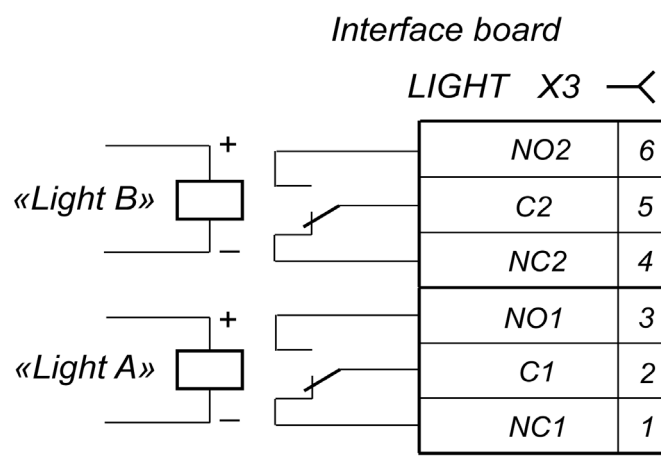 Interface board
LIGHT X3
NO2 6
+
«Light B»
C2 5
–
NC2 4
+
NO1 3
«Light A»
C1 2
–
NC1 1